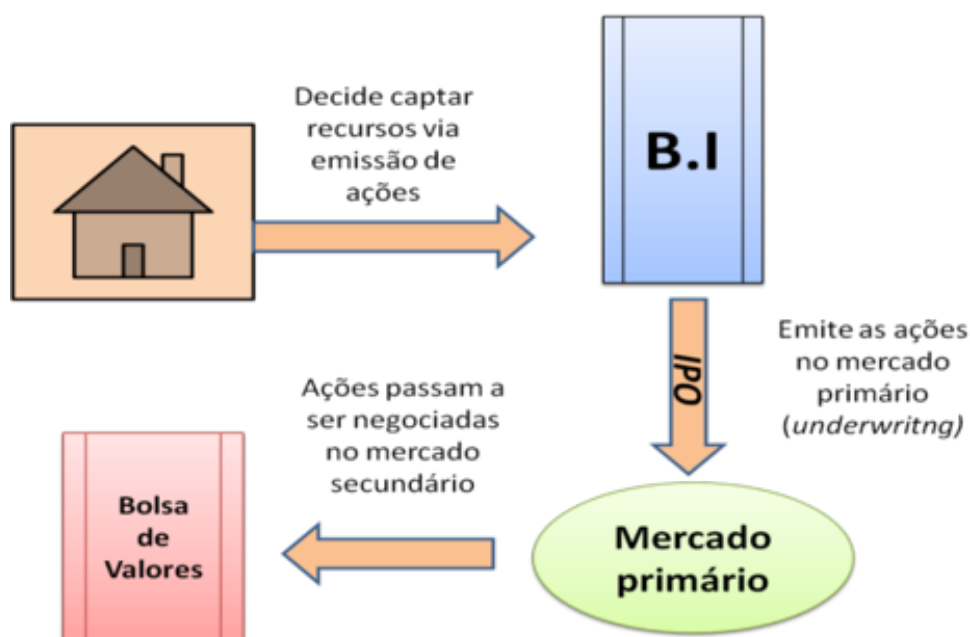 Decide captar
recursos via
emissão de
ações
B.I
IPO
Emite as ações
no mercado
primário
(underwritng)
Ações passam a
ser negociadas
no mercado
secundário
Mercado
primário
Bolsa
de
Valores